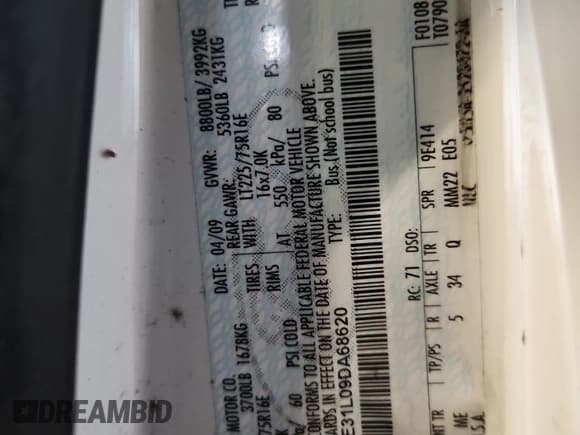 MOTOR CO. DATE: 04/09 GVWR: 8800LB/ 3992KG
3700LB 1678KG REAR GAWR: 5360LB 2431KG
75R16E TIRES WITH LT225/75R16E
RIMS 16x7.0K
60 PSI.COLD AT 550 kPa/ 80 PSI.COLD
TO ALL APPLICABLE FEDERAL MOTOR VEHICLE
IN EFFECT ON THE DATE OF MANUFACTURE SHOWN ABOVE.
E31L09DA68620 TYPE: Bus.(Not school bus)
F0108
T0790
RC: 71 DSO:
TP/PS R AXLE TR SPR 9E414
5 34 Q MM22 E05
DREAMBID